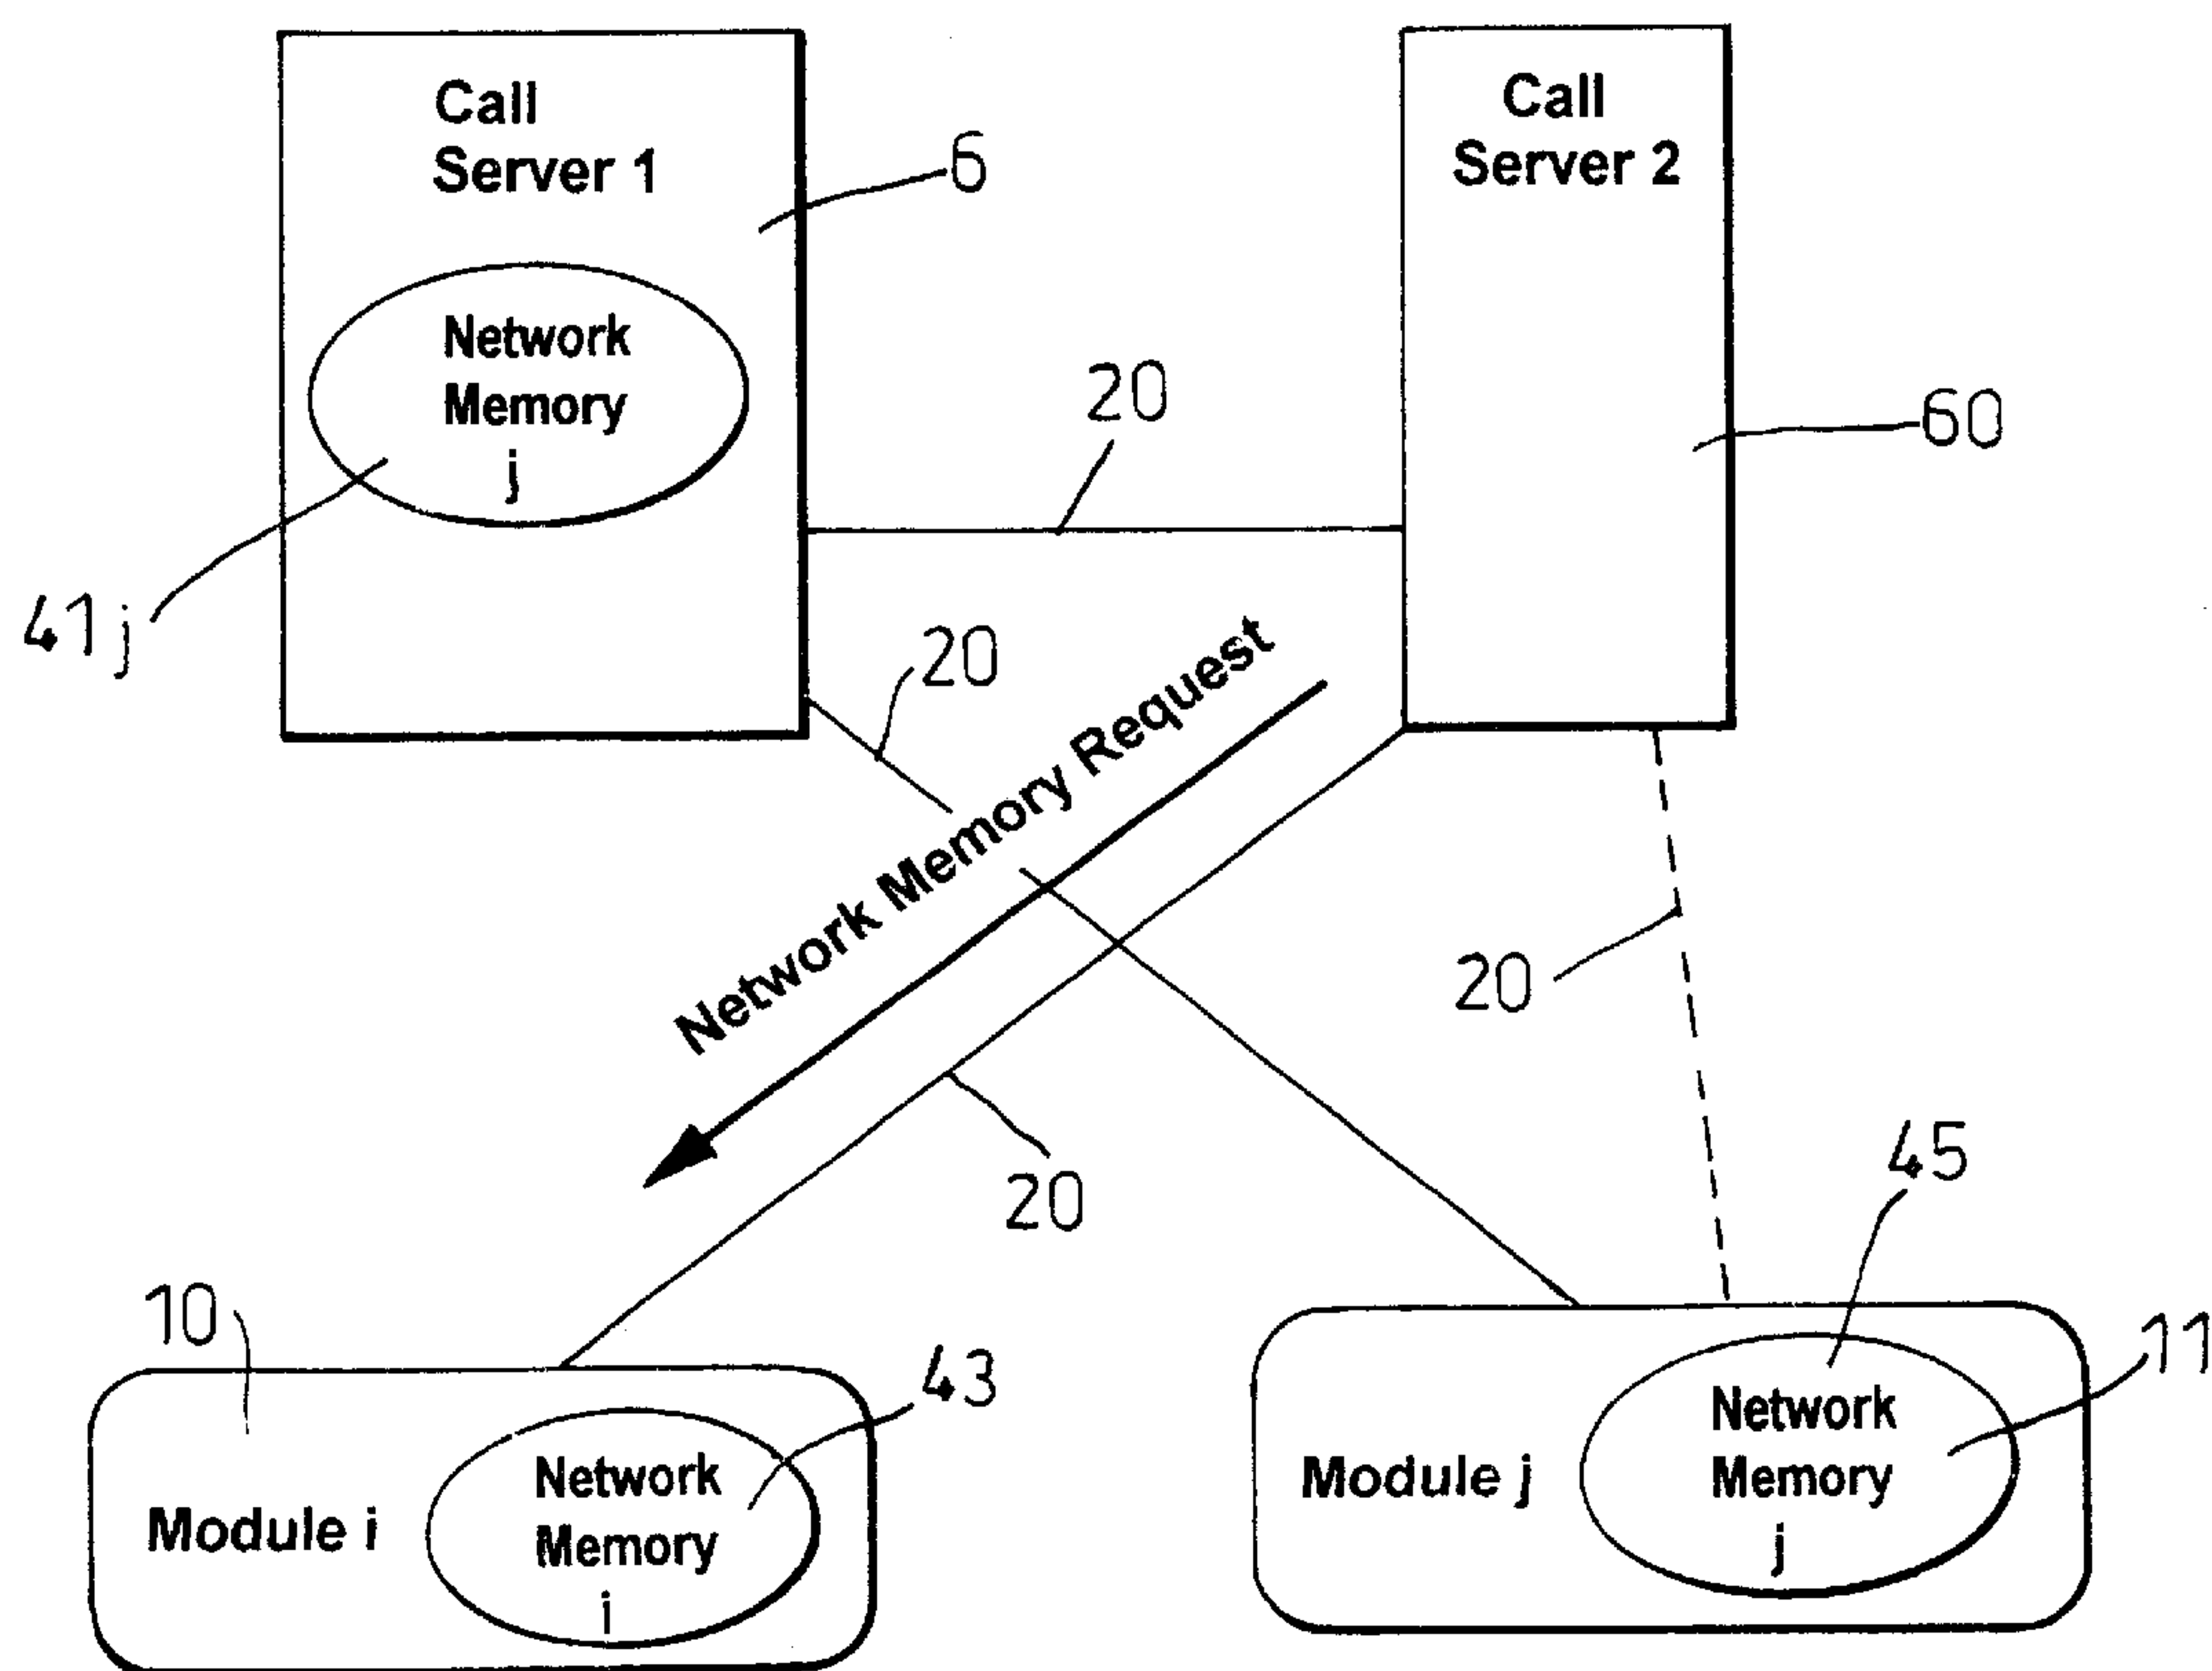 Call
Server 1
6
Call
Server 2
Network
Memory
j
20
60
41j
20
Network Memory Request
20
20
45
10
43
11
Module i
Network
Memory
i
Module j
Network
Memory
j